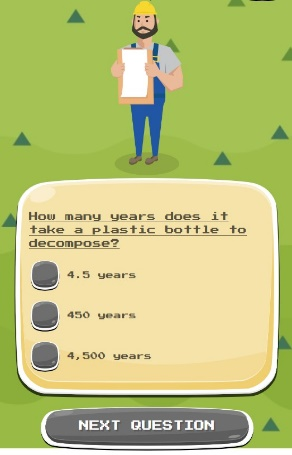 How many years does it
take a plastic bottle to
decompose?
4.5 years
450 years
4,500 years
NEXT QUESTION